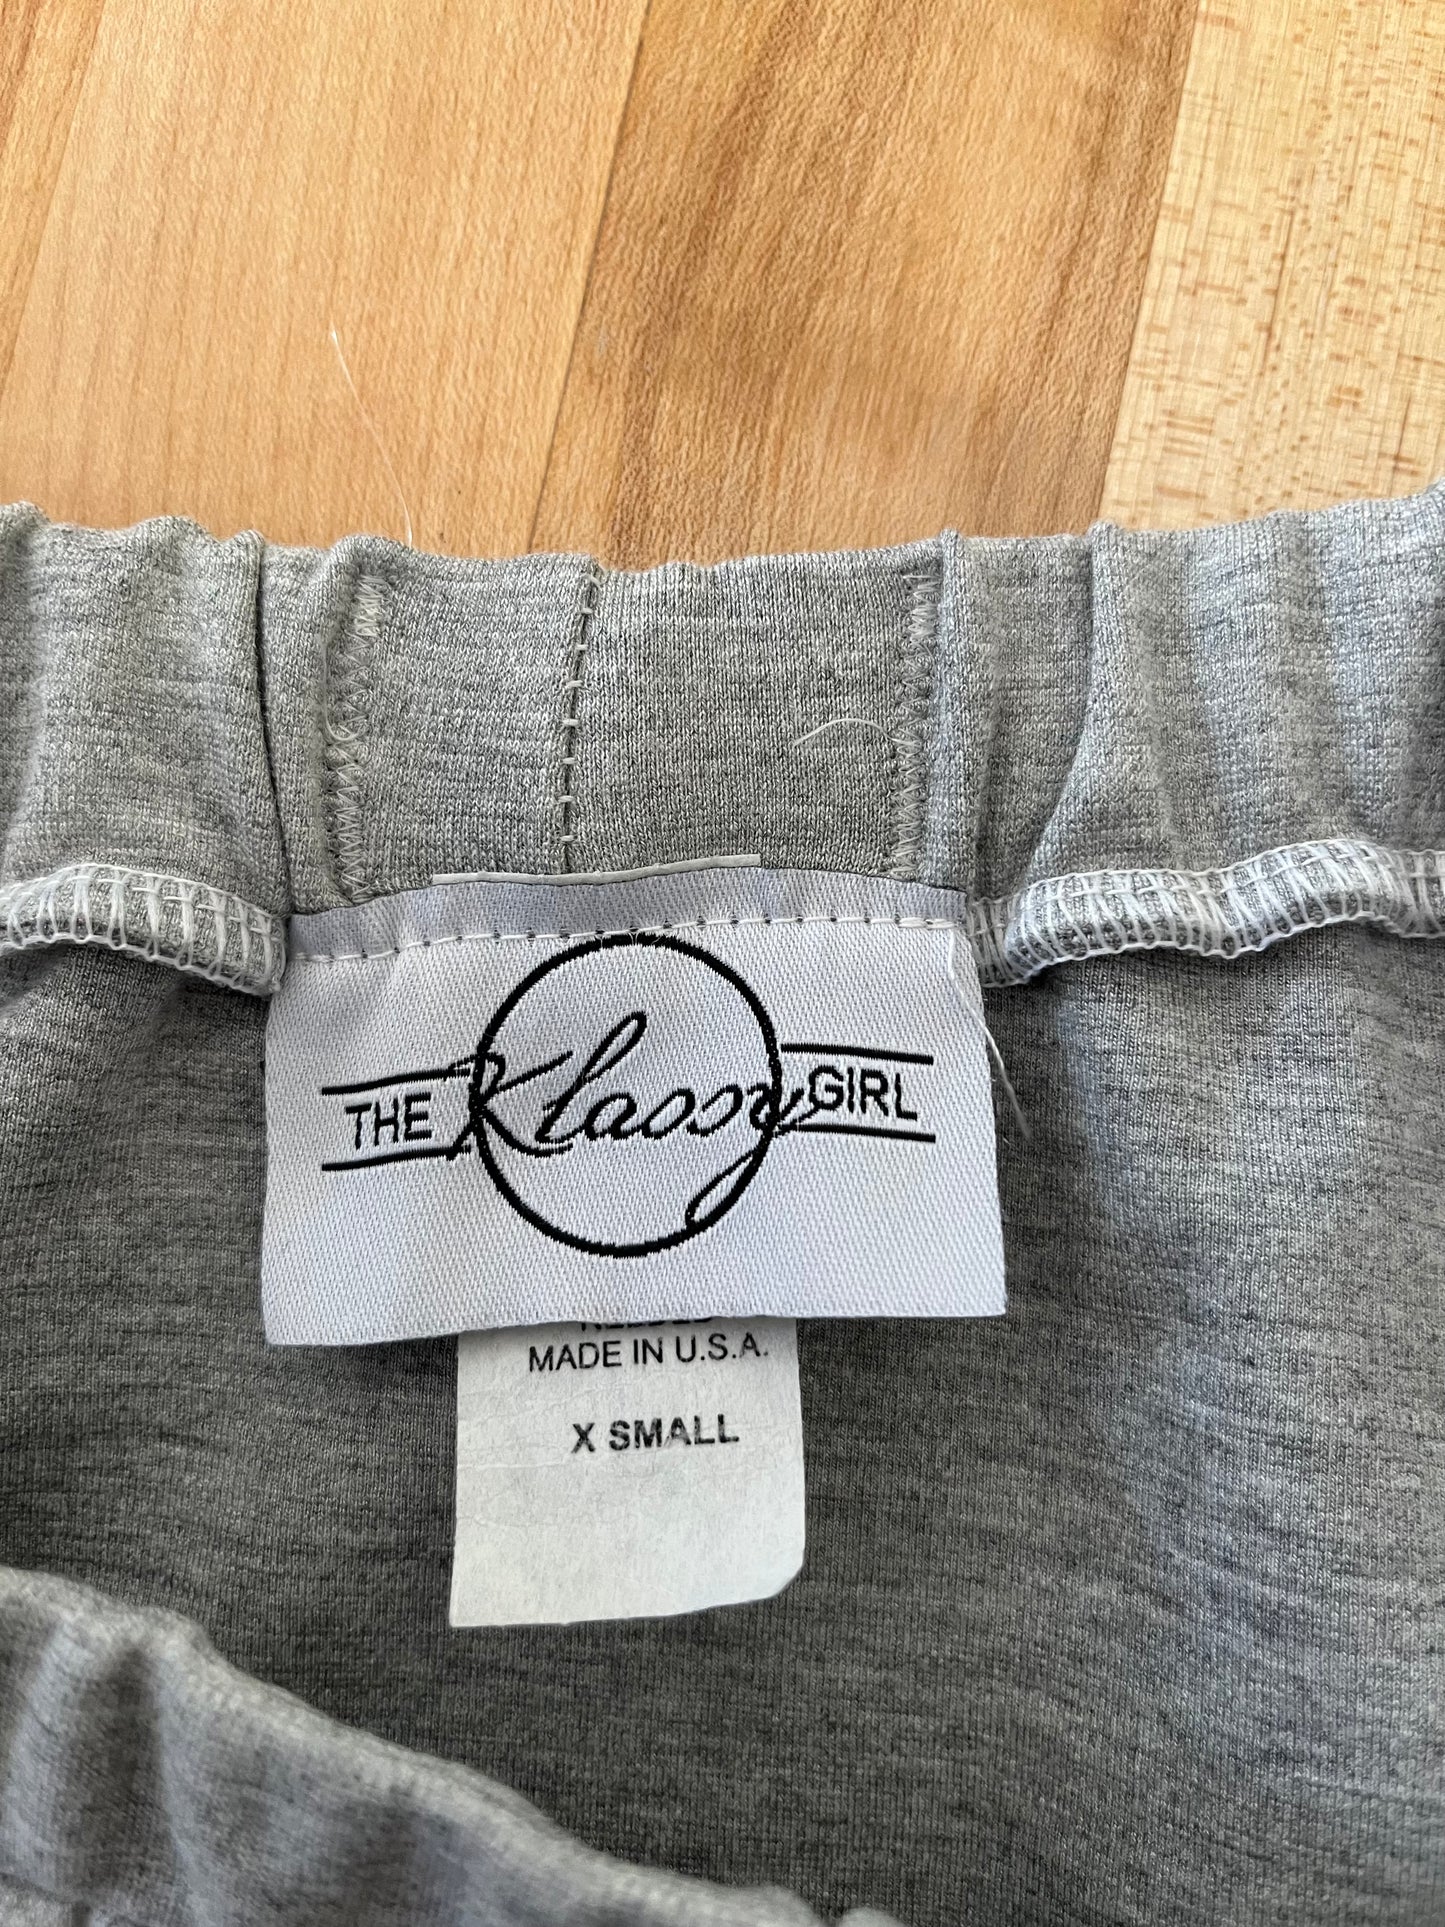 THE Klassy GIRL
MADE IN U.S.A.
X SMALL